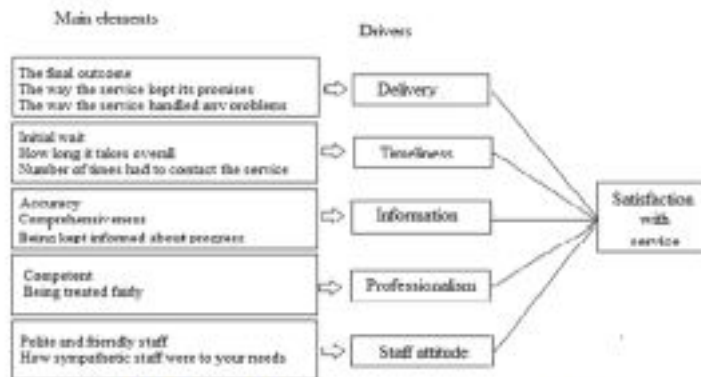 Main elements
Drivers
The final outcome
The way the service kept its promises
The way the service handled any problems
Delivery
Initial wait
How long it takes overall
Number of times had to contact the service
Timeliness
Accuracy
Comprehensiveness
Being kept informed about progress
Information
Competent
Being treated fairly
Professionalism
Polite and friendly staff
How sympathetic staff were to your needs
Staff attitude
Satisfaction
with
service